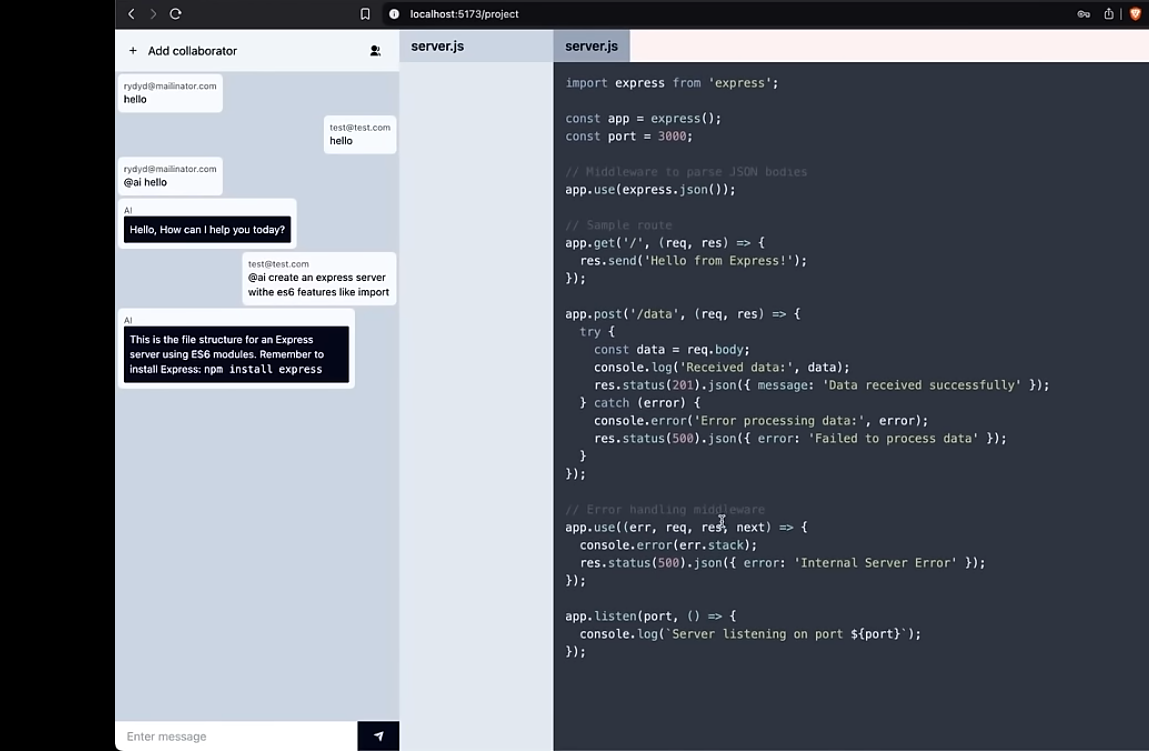 localhost:5173/project
+ Add collaborator
server.js
server.js
rydyd@mailinator.com
hello
test@test.com
hello
rydyd@mailinator.com
@ai hello
AI
Hello, How can I help you today?
test@test.com
@ai create an express server
withe es6 features like import
AI
This is the file structure for an Express
server using ES6 modules. Remember to
install Express: npm install express
Enter message
import express from 'express';
const app = express();
const port = 3000;
// Middleware to parse JSON bodies
app.use(express.json());
// Sample route
app.get('/', (req, res) => {
  res.send('Hello from Express!');
});
app.post('/data', (req, res) => {
  try {
    const data = req.body;
    console.log('Received data:', data);
    res.status(201).json({ message: 'Data received successfully' });
  } catch (error) {
    console.error('Error processing data:', error);
    res.status(500).json({ error: 'Failed to process data' });
  }
});
// Error handling middleware
app.use((err, req, res, next) => {
  console.error(err.stack);
  res.status(500).json({ error: 'Internal Server Error' });
});
app.listen(port, () => {
  console.log(`Server listening on port ${port}`);
});